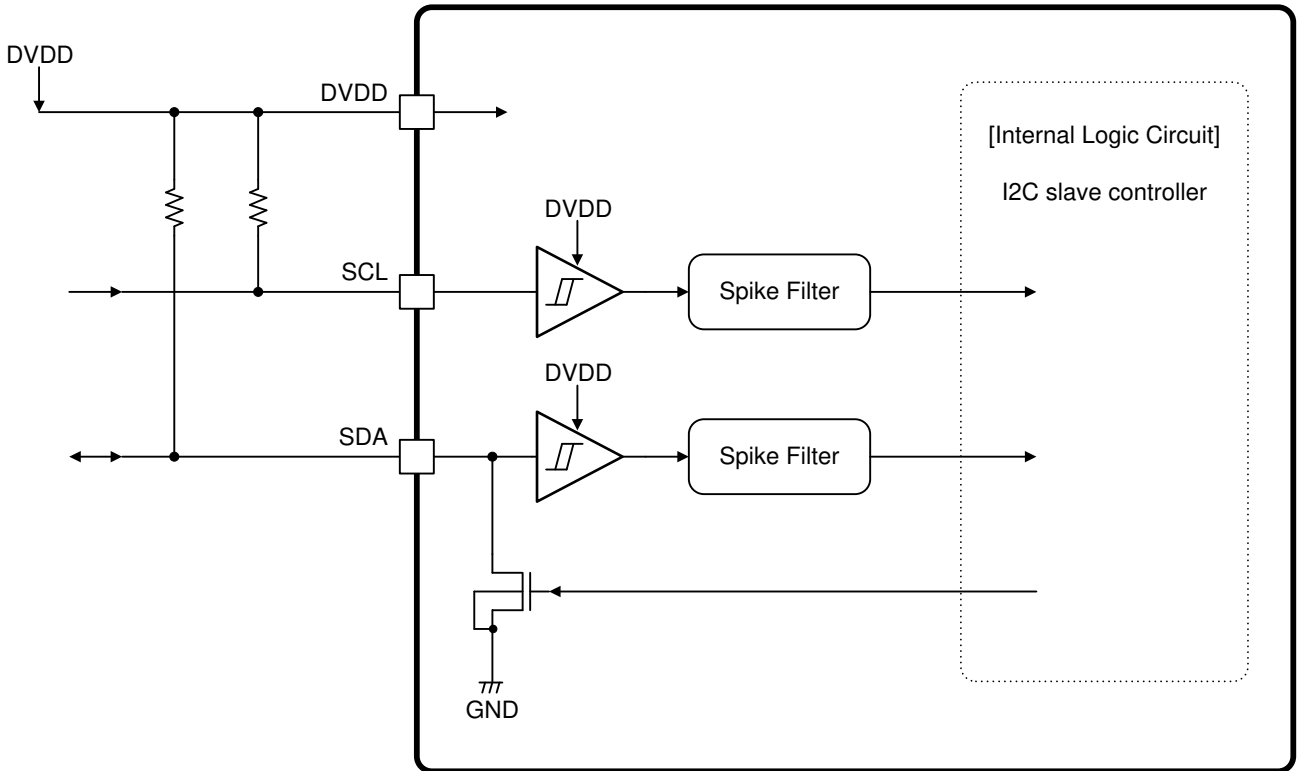 DVDD
DVDD
[Internal Logic Circuit]
I2C slave controller
DVDD
SCL
Spike Filter
DVDD
SDA
Spike Filter
GND